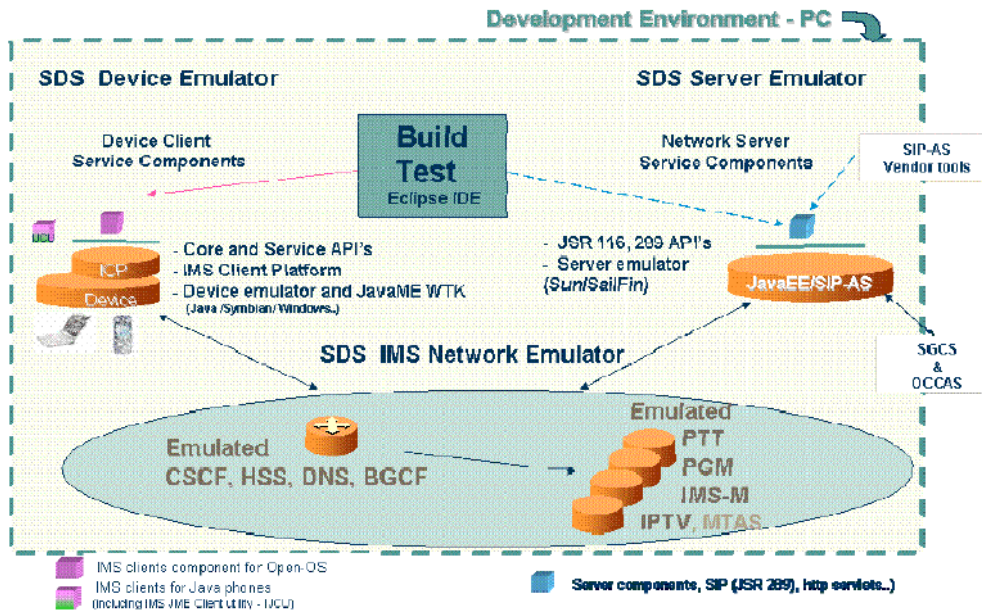 Development Environment - PC
SDS Device Emulator
SDS Server Emulator
Device Client
Service Components
Build
Test
Eclipse IDE
Network Server
Service Components
SIP-AS
Vendor tools
IJCU
ICP
Device
- Core and Service API's
- IMS Client Platform
- Device emulator and JavaME WTK
(Java /Symbian/ Windows..)
- JSR 116, 289 API's
- Server emulator
(Sun/SailFin)
JavaEE/SIP-AS
SGCS
&
OCCAS
SDS IMS Network Emulator
Emulated
CSCF, HSS, DNS, BGCF
Emulated
PTT
PGM
IMS-M
IPTV, MTAS
IMS clients component for Open-OS
IMS clients for Java phones
(including IMS JME Client utility - IJCU)
Server components, SIP (JSR 289), http servlets..)